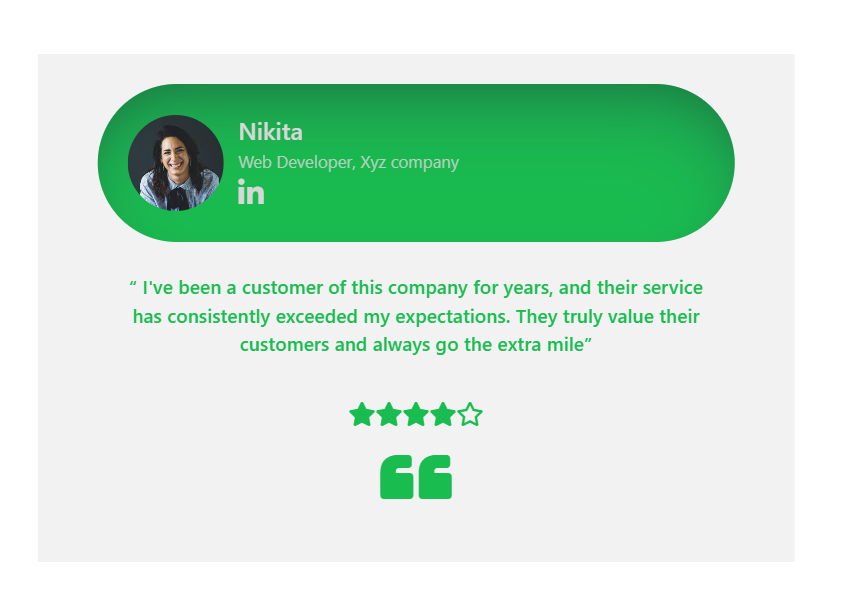 Nikita
Web Developer, Xyz company
in
“ I've been a customer of this company for years, and their service
has consistently exceeded my expectations. They truly value their
customers and always go the extra mile”